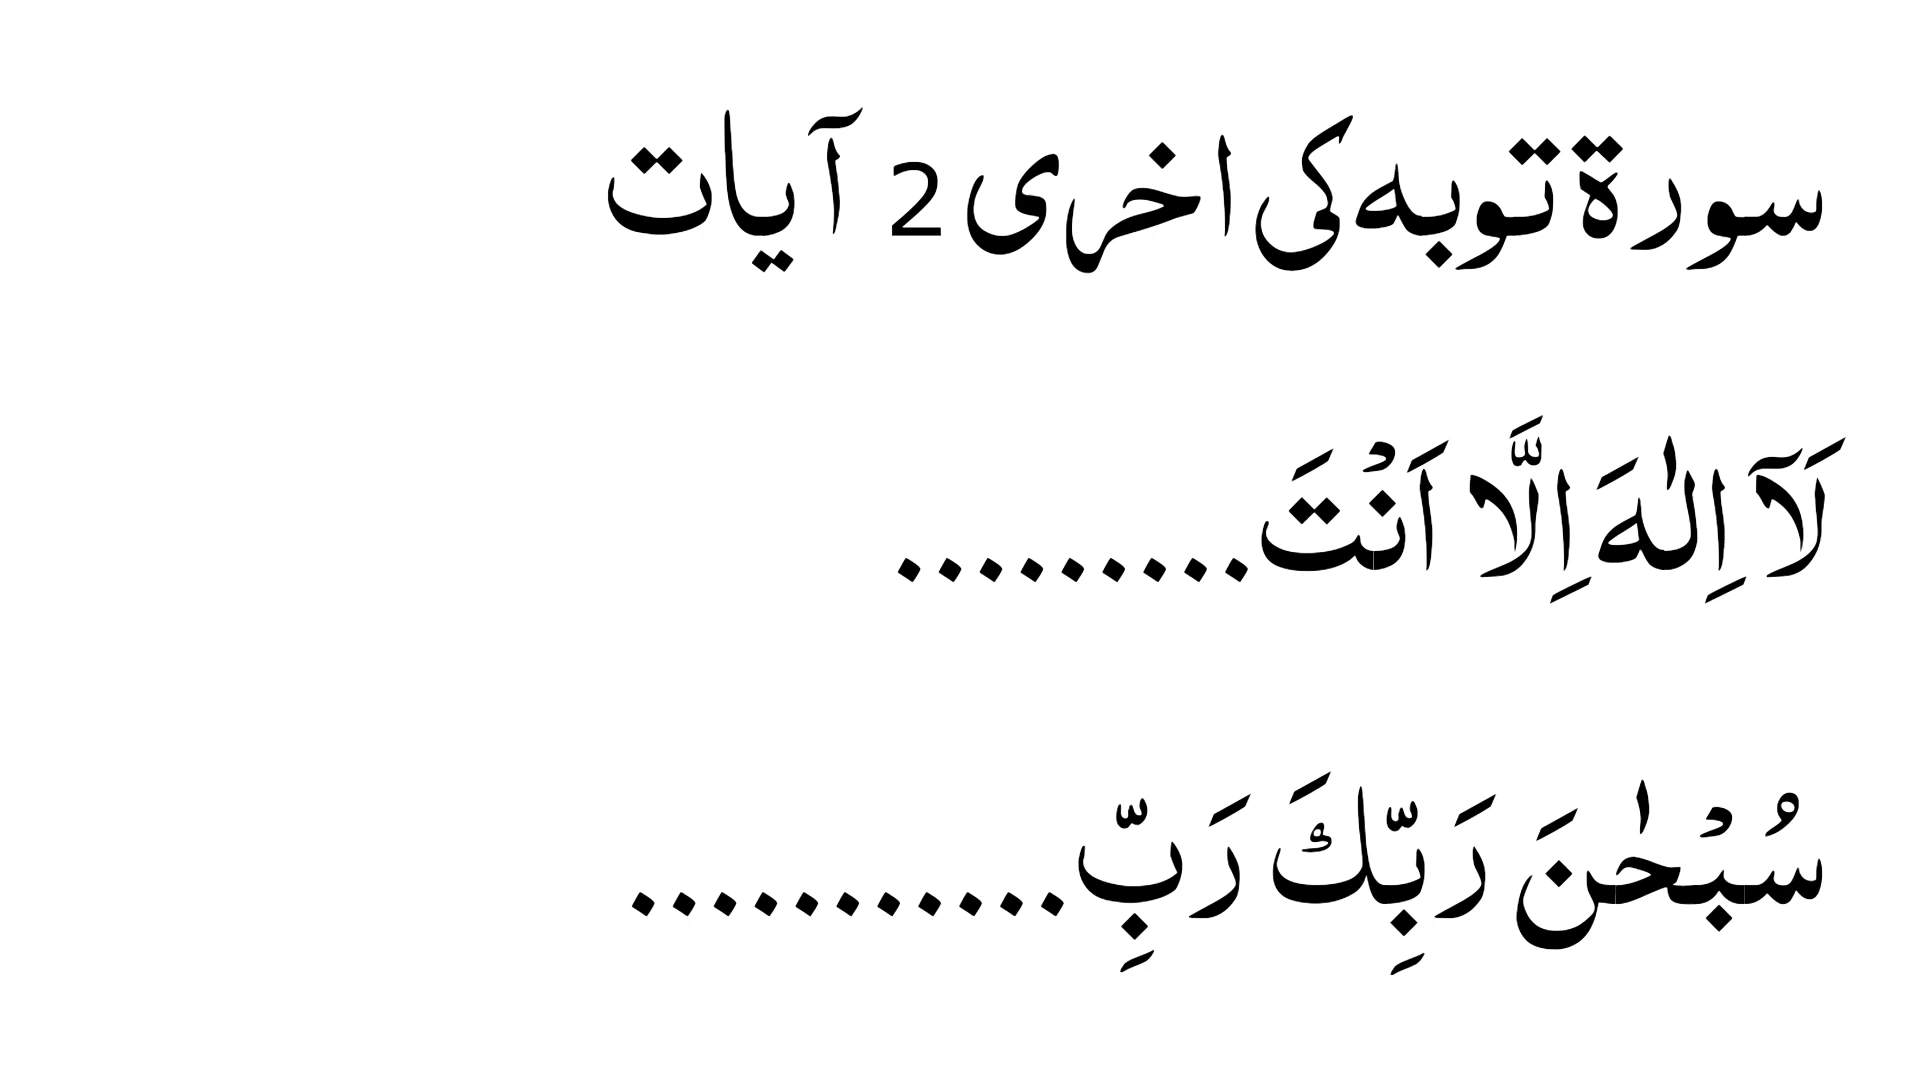 سورۃ توبہ کی اخری 2 آیات
لَآ اِلٰهَ اِلَّا اَنْتَ..........
سُبْحٰنَ رَبِّكَ رَبِّ...........